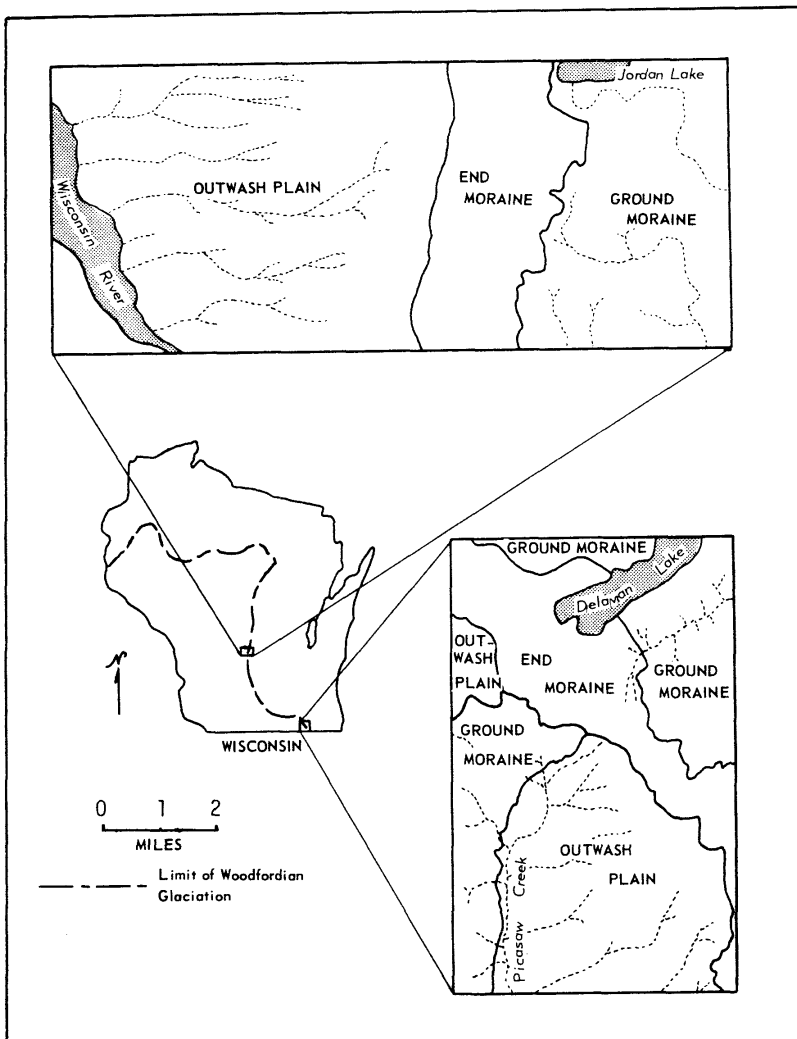 Jordan Lake
Wisconsin
River
OUTWASH PLAIN
END
MORAINE
GROUND
MORAINE
N
WISCONSIN
0 1 2
MILES
Limit of Woodfordian
Glaciation
GROUND MORAINE
Delavan Lake
OUT-
WASH
PLAIN
END
MORAINE
GROUND
MORAINE
GROUND
MORAINE
OUTWASH
PLAIN
Picasaw Creek